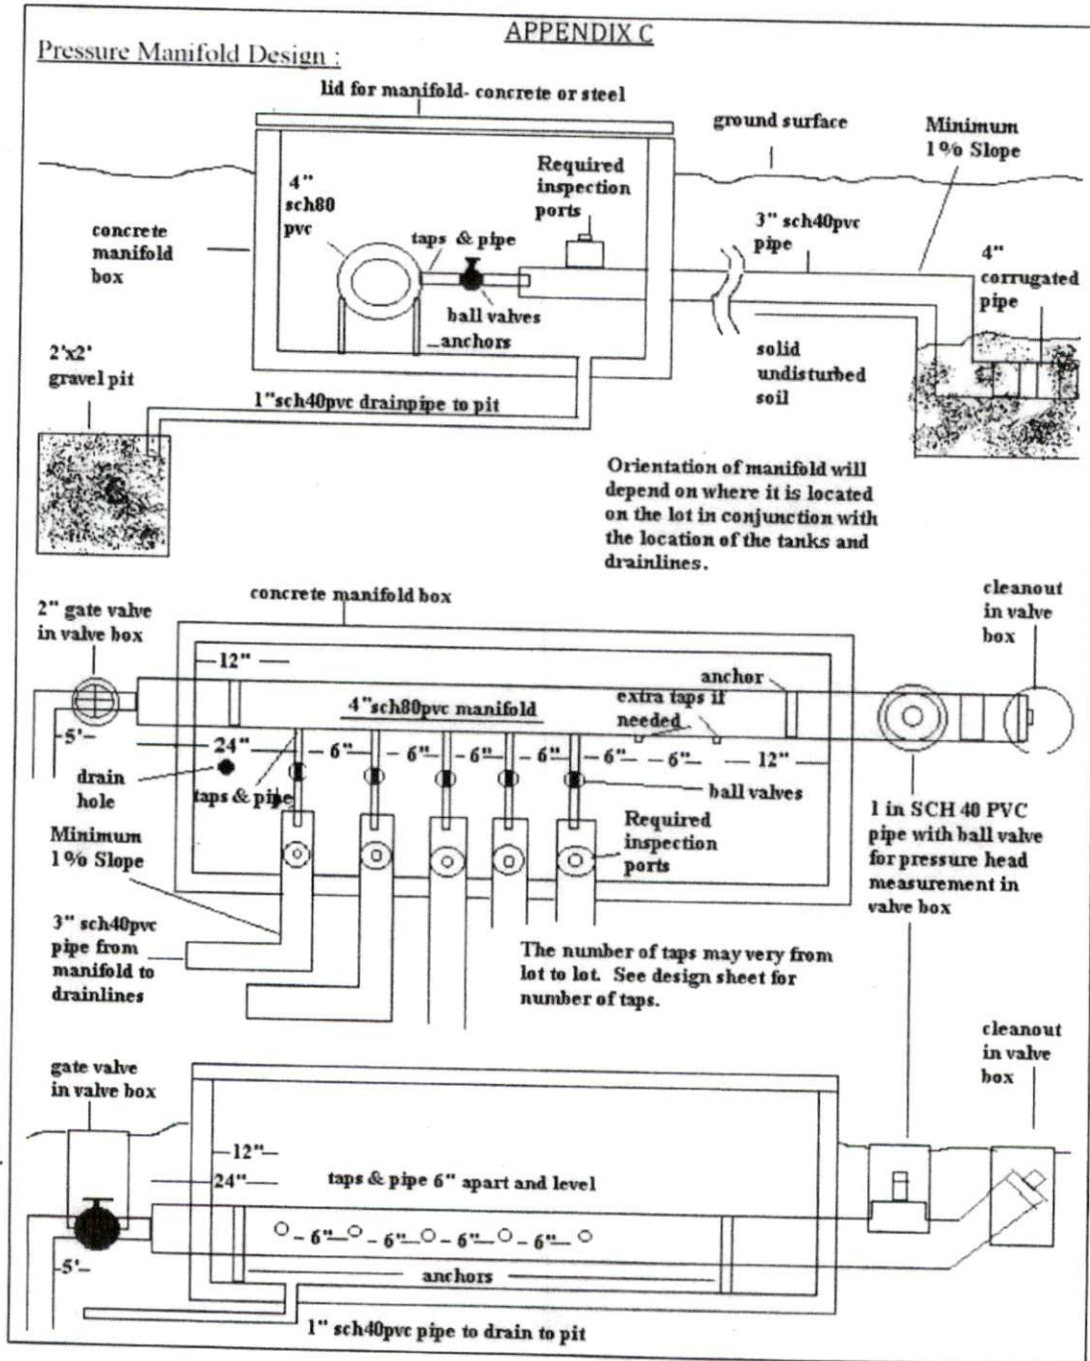 APPENDIX C
Pressure Manifold Design :
lid for manifold- concrete or steel
ground surface
Minimum
1% Slope
4"
sch80
pvc
Required
inspection
ports
concrete
manifold
box
taps & pipe
3" sch40pvc
pipe
4"
corrugated
pipe
ball valves
anchors
2'x2'
gravel pit
solid
undisturbed
soil
1"sch40pvc drainpipe to pit
Orientation of manifold will
depend on where it is located
on the lot in conjunction with
the location of the tanks and
drainlines.
concrete manifold box
cleanout
in valve
box
2" gate valve
in valve box
12"
anchor
extra taps if
needed
4"sch80pvc manifold
5'
24"
6"
6"
6"
6"
6"
6"
12"
drain
hole
taps & pipe
ball valves
Minimum
1% Slope
Required
inspection
ports
1 in SCH 40 PVC
pipe with ball valve
for pressure head
measurement in
valve box
3" sch40pvc
pipe from
manifold to
drainlines
The number of taps may very from
lot to lot. See design sheet for
number of taps.
cleanout
in valve
box
gate valve
in valve box
12"
24"
taps & pipe 6" apart and level
6"
6"
6"
6"
5'
anchors
1" sch40pvc pipe to drain to pit